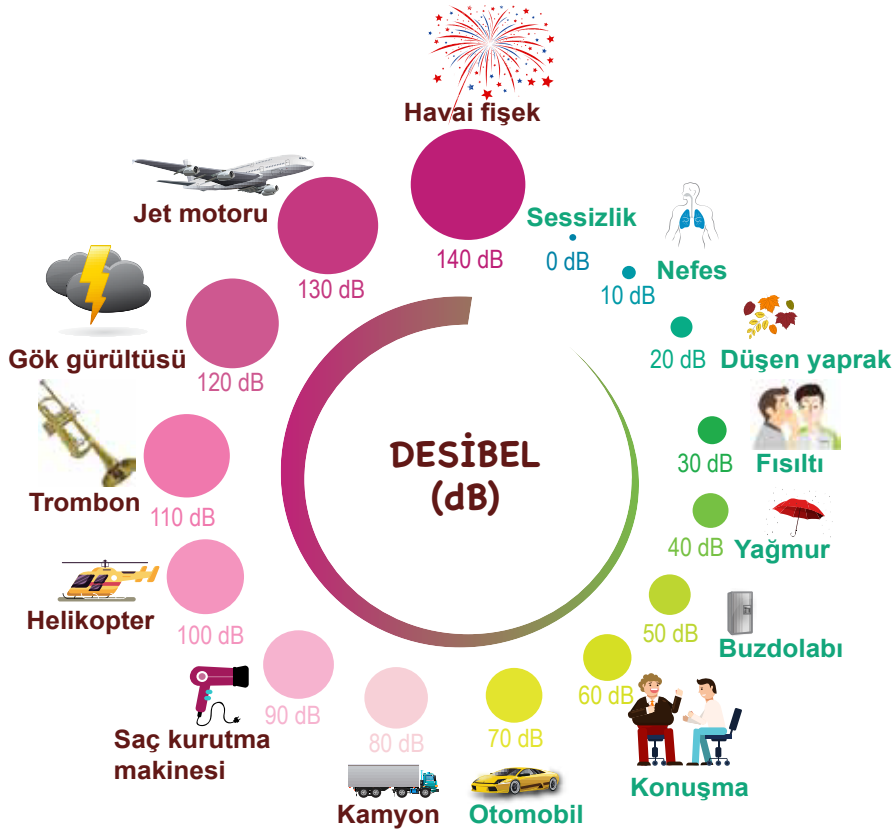 Havai fişek
140 dB
Sessizlik
0 dB
Nefes
10 dB
Düşen yaprak
20 dB
Fısıltı
30 dB
Yağmur
40 dB
Buzdolabı
50 dB
Konuşma
60 dB
Otomobil
70 dB
Kamyon
80 dB
Saç kurutma
makinesi
90 dB
Helikopter
100 dB
Trombon
110 dB
Gök gürültüsü
120 dB
Jet motoru
130 dB
DESİBEL
(dB)